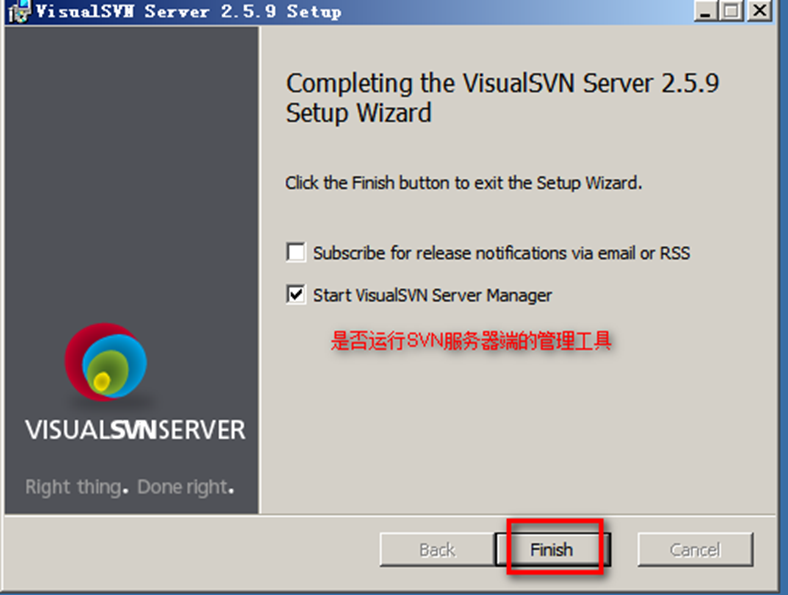 VisualSVN Server 2.5.9 Setup
Completing the VisualSVN Server 2.5.9
Setup Wizard
Click the Finish button to exit the Setup Wizard.
Subscribe for release notifications via email or RSS
Start VisualSVN Server Manager
是否运行SVN服务器端的管理工具
VISUALSVNSERVER
Right thing. Done right.
Back
Finish
Cancel